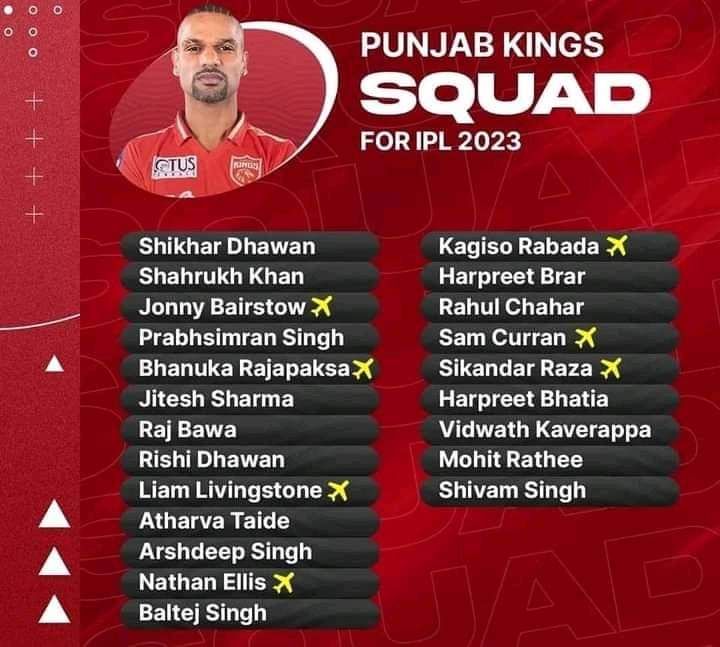 PUNJAB KINGS
SQUAD
FOR IPL 2023
KINGS
Shikhar Dhawan
Shahrukh Khan
Jonny Bairstow
Prabhsimran Singh
Bhanuka Rajapaksa
Jitesh Sharma
Raj Bawa
Rishi Dhawan
Liam Livingstone
Atharva Taide
Arshdeep Singh
Nathan Ellis
Baltej Singh
Kagiso Rabada
Harpreet Brar
Rahul Chahar
Sam Curran
Sikandar Raza
Harpreet Bhatia
Vidwath Kaverappa
Mohit Rathee
Shivam Singh